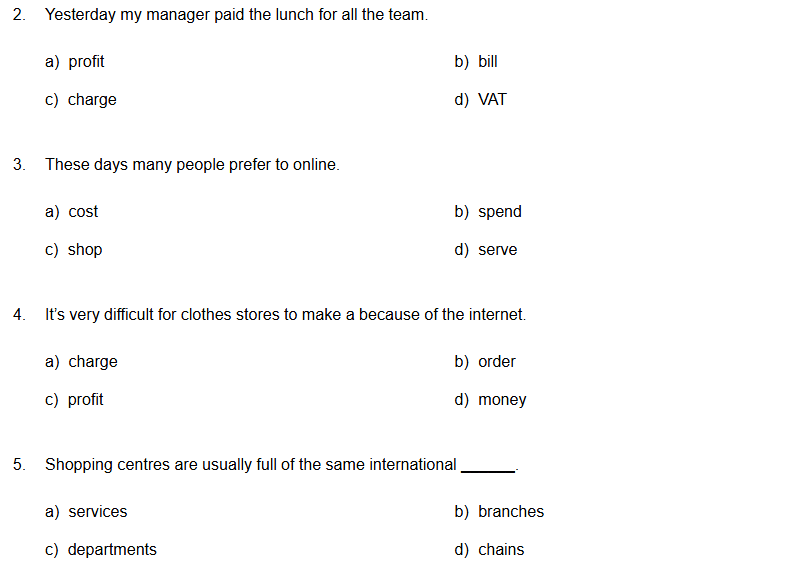 2. Yesterday my manager paid the lunch for all the team.
a) profit b) bill
c) charge d) VAT
3. These days many people prefer to online.
a) cost b) spend
c) shop d) serve
4. It's very difficult for clothes stores to make a because of the internet.
a) charge b) order
c) profit d) money
5. Shopping centres are usually full of the same international ______.
a) services b) branches
c) departments d) chains